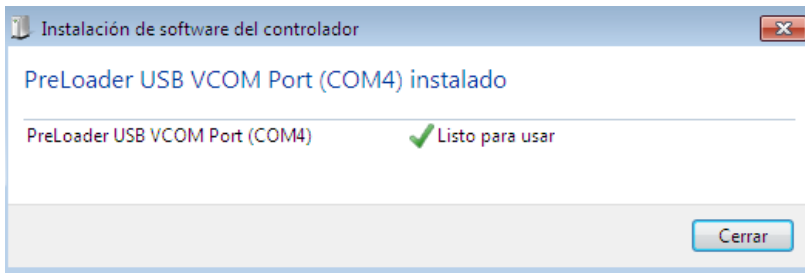 Instalación de software del controlador
PreLoader USB VCOM Port (COM4) instalado
PreLoader USB VCOM Port (COM4) Listo para usar
Cerrar